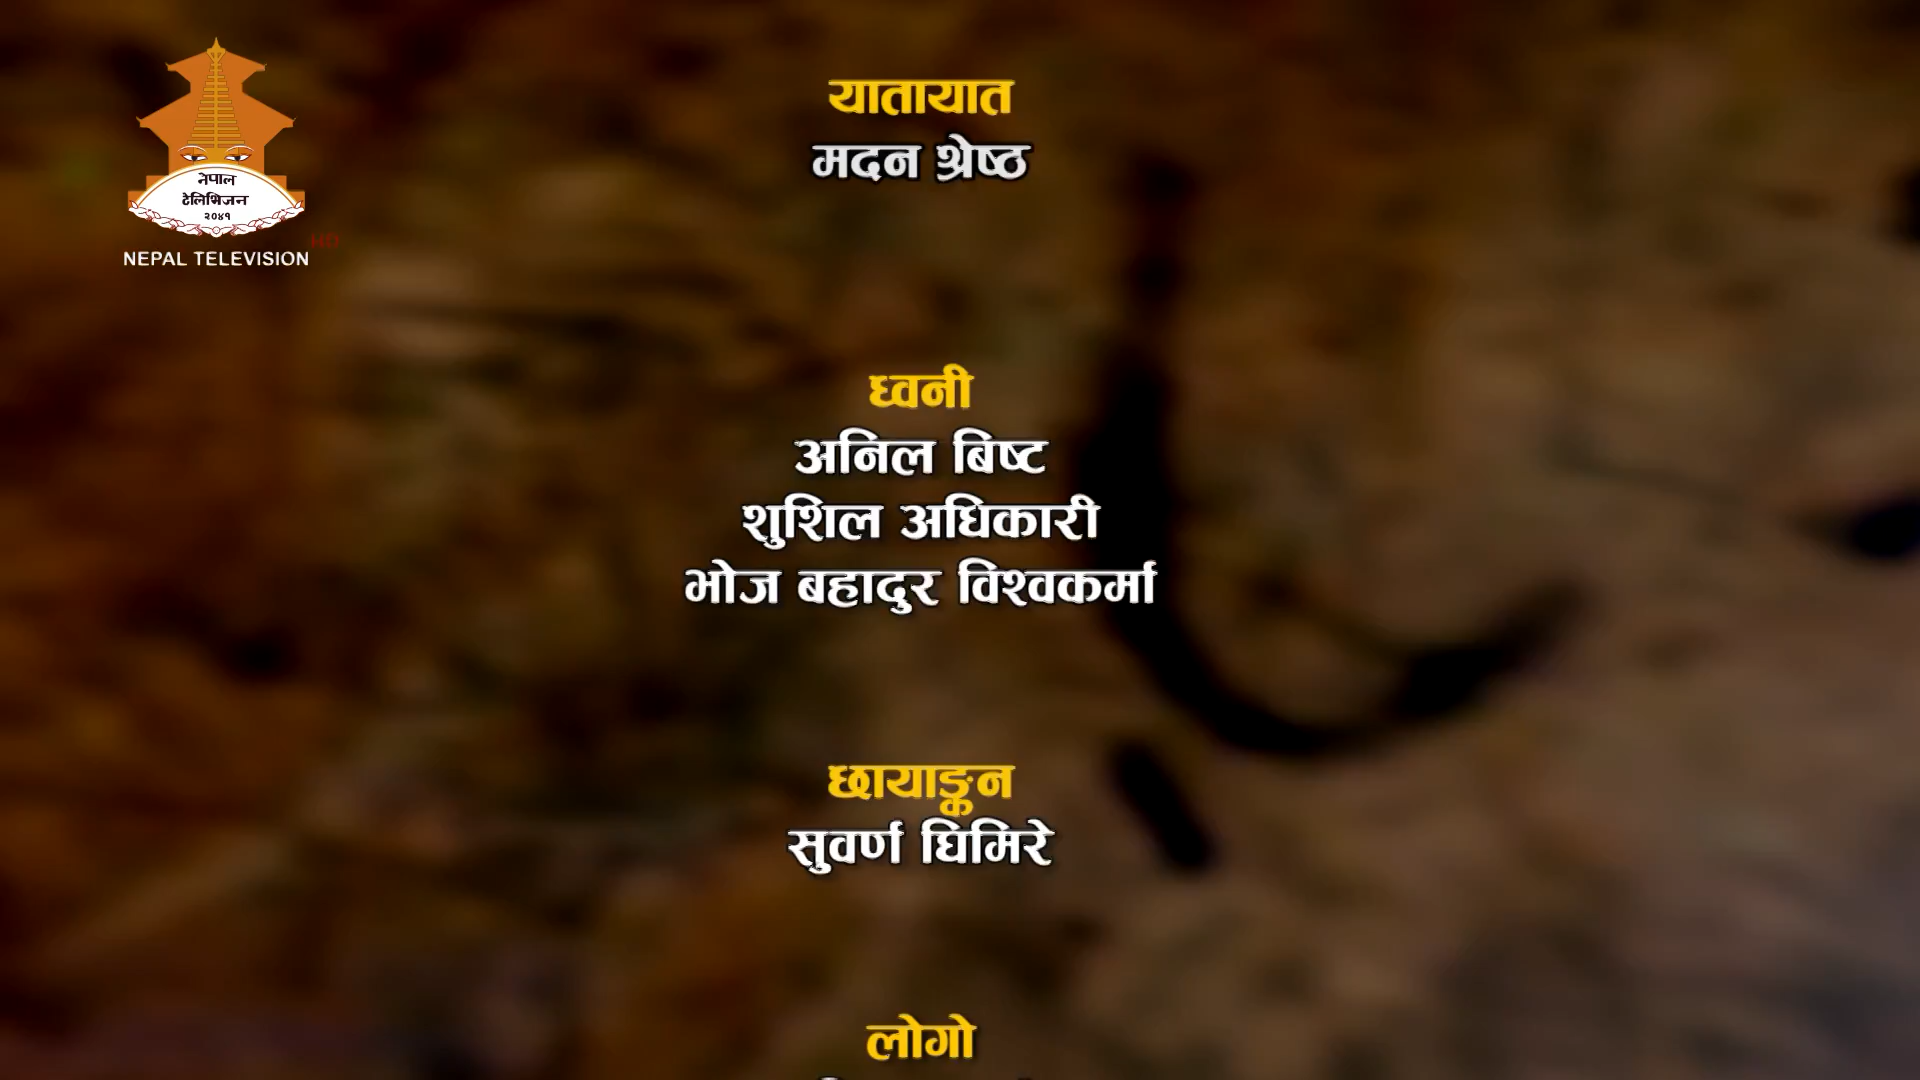 नेपाल
टेलिभिजन
२०४१
HD
NEPAL TELEVISION
यातायात
मदन श्रेष्ठ
ध्वनी
अनिल बिष्ट
शुशिल अधिकारी
भोज बहादुर विश्वकर्मा
छायाङ्कन
सुवर्ण घिमिरे
लोगो